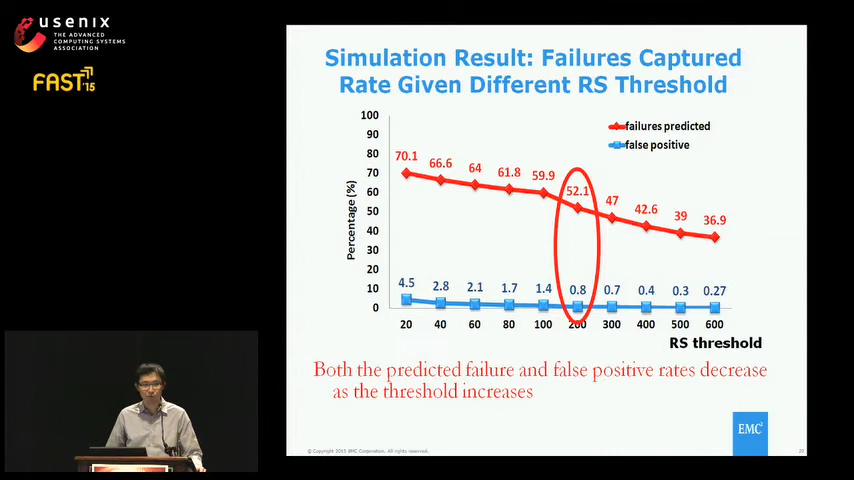 usenix
THE ADVANCED
COMPUTING SYSTEMS
ASSOCIATION
FAST'15
Simulation Result: Failures Captured
Rate Given Different RS Threshold
100
90
80
70
60
50
40
30
20
10
0
Percentage (%)
failures predicted
false positive
70.1 66.6 64 61.8 59.9 52.1 47 42.6 39 36.9
4.5 2.8 2.1 1.7 1.4 0.8 0.7 0.4 0.3 0.27
20 40 60 80 100 200 300 400 500 600
RS threshold
Both the predicted failure and false positive rates decrease
as the threshold increases
EMC²
© Copyright 2015 EMC Corporation. All rights reserved.
20